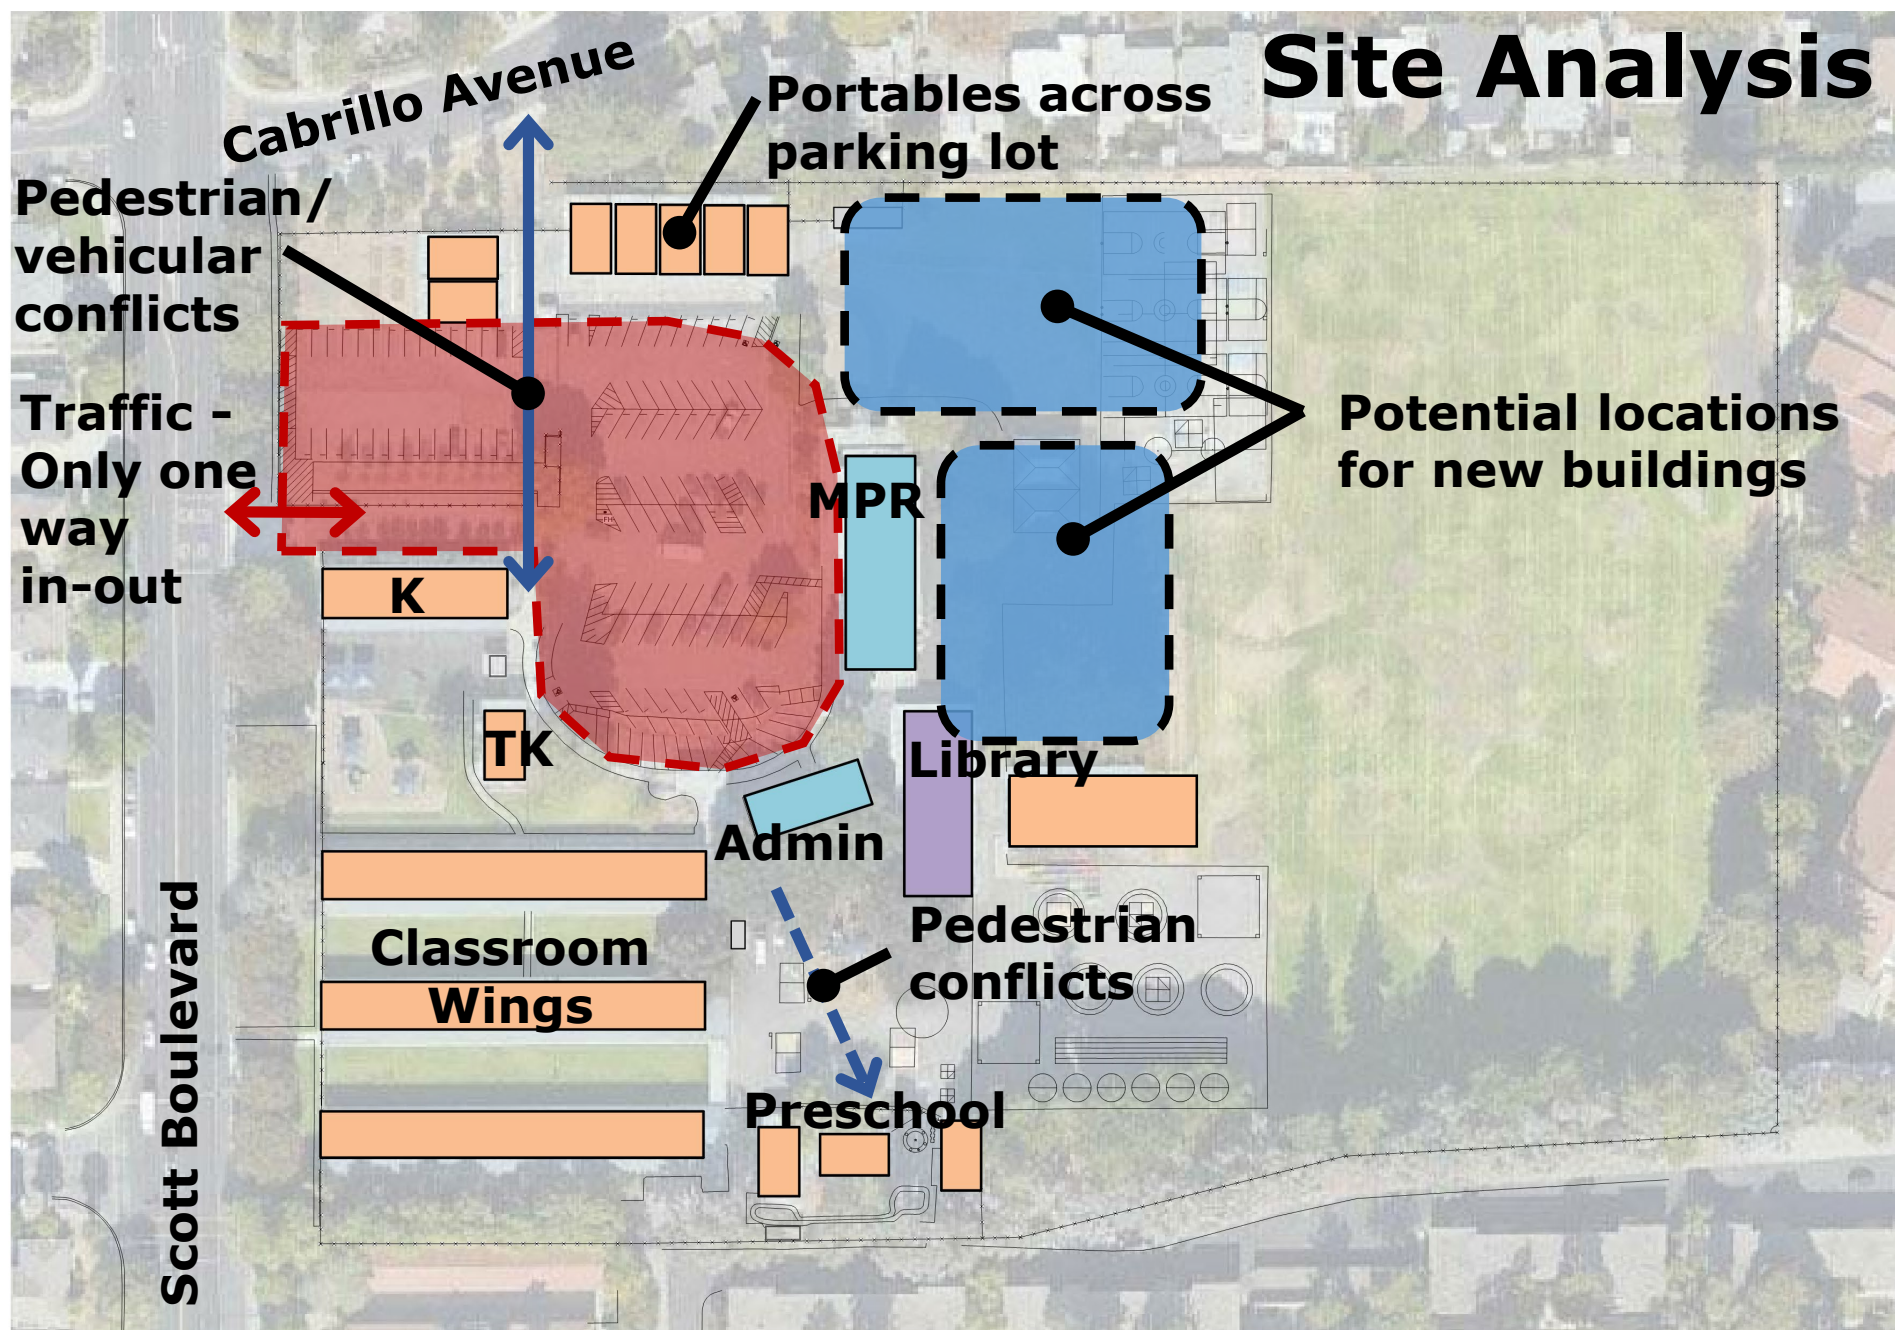 Site Analysis
Cabrillo Avenue
Portables across
parking lot
Pedestrian/
vehicular
conflicts
Traffic -
Only one
way
in-out
Potential locations
for new buildings
MPR
K
TK
Library
Admin
Classroom
Wings
Pedestrian
conflicts
Preschool
Scott Boulevard